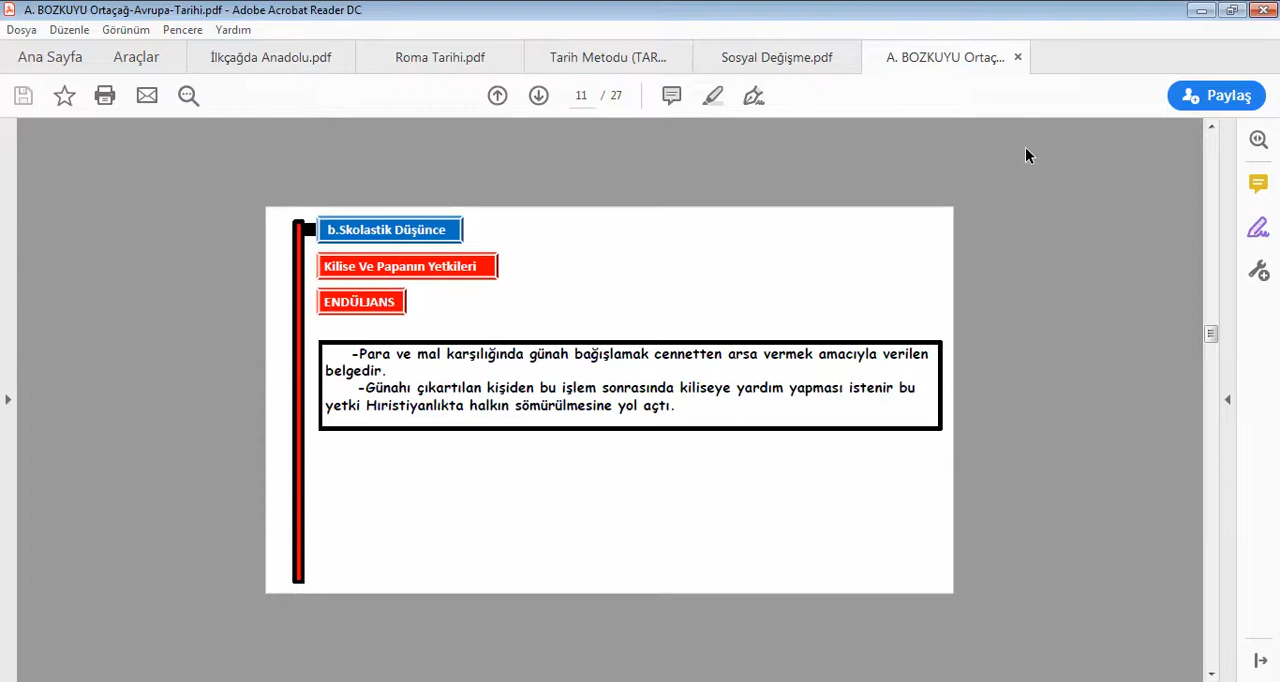 A. BOZKUYU Ortaçağ-Avrupa-Tarihi.pdf - Adobe Acrobat Reader DC
Dosya Düzenle Görünüm Pencere Yardım
Ana Sayfa Araçlar İlkçağda Anadolu.pdf Roma Tarihi.pdf Tarih Metodu (TAR... Sosyal Değişme.pdf A. BOZKUYU Ortaç...
11 / 27 Paylaş
b.Skolastik Düşünce
Kilise Ve Papanın Yetkileri
ENDÜLJANS
-Para ve mal karşılığında günah bağışlamak cennetten arsa vermek amacıyla verilen
belgedir.
-Günahı çıkartılan kişiden bu işlem sonrasında kiliseye yardım yapması istenir bu
yetki Hıristiyanlıkta halkın sömürülmesine yol açtı.